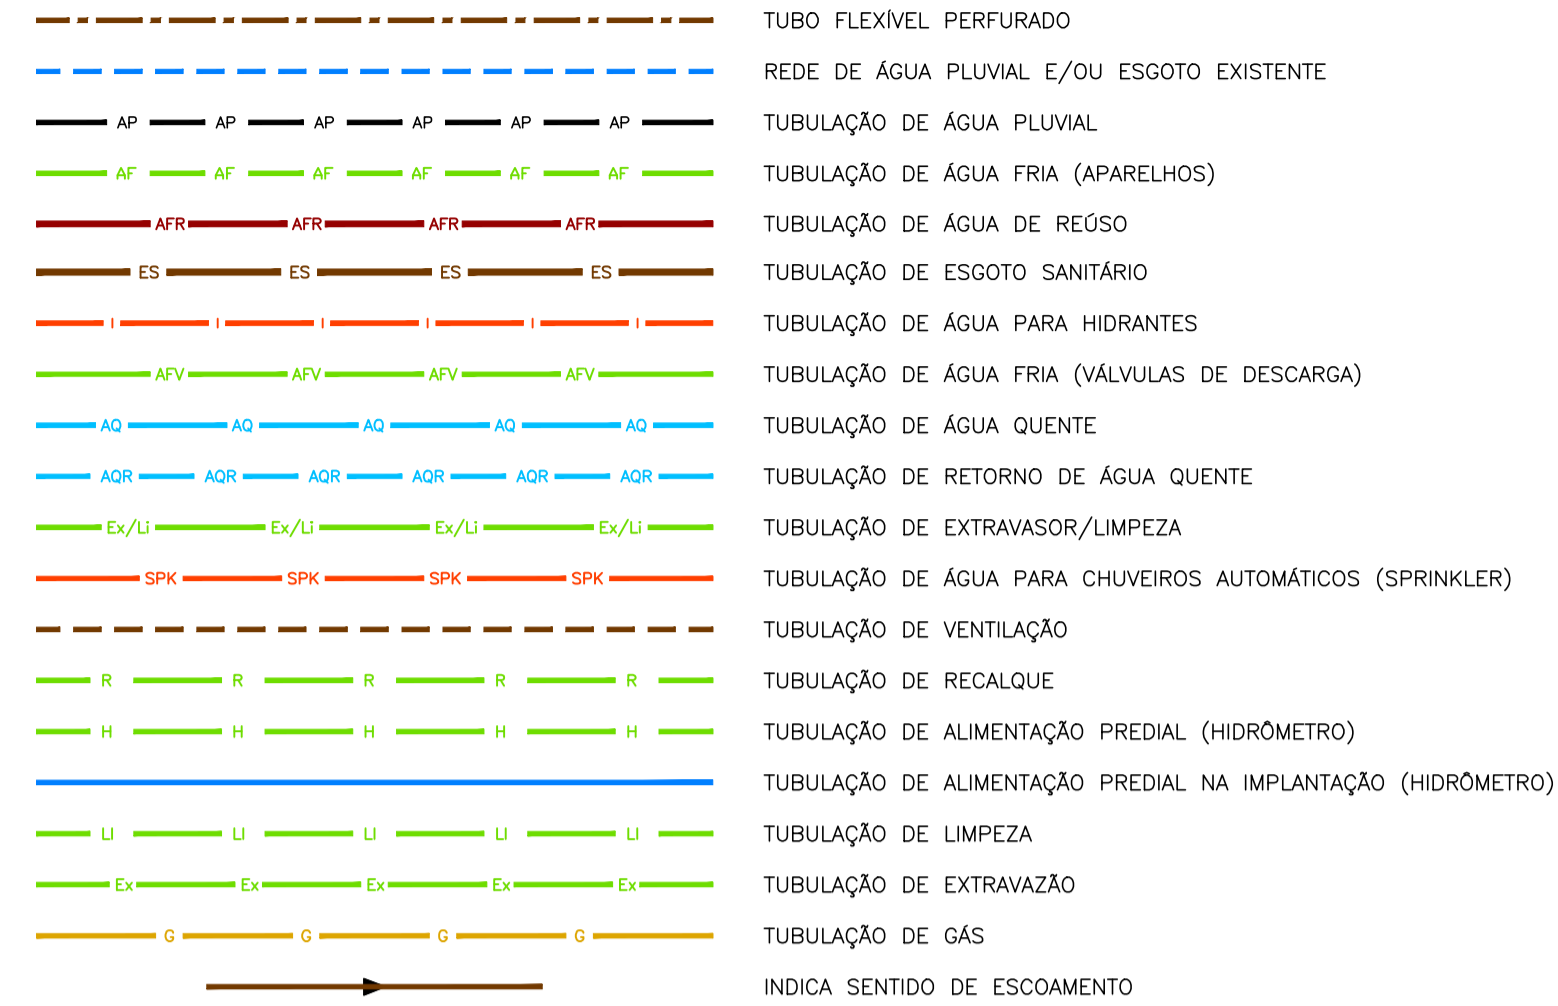 TUBO FLEXÍVEL PERFURADO
REDE DE ÁGUA PLUVIAL E/OU ESGOTO EXISTENTE
AP AP AP AP AP AP TUBULAÇÃO DE ÁGUA PLUVIAL
AF AF AF AF AF AF TUBULAÇÃO DE ÁGUA FRIA (APARELHOS)
AFR AFR AFR AFR TUBULAÇÃO DE ÁGUA DE REÚSO
ES ES ES ES TUBULAÇÃO DE ESGOTO SANITÁRIO
I I I I I I TUBULAÇÃO DE ÁGUA PARA HIDRANTES
AFV AFV AFV AFV TUBULAÇÃO DE ÁGUA FRIA (VÁLVULAS DE DESCARGA)
AQ AQ AQ AQ AQ TUBULAÇÃO DE ÁGUA QUENTE
AQR AQR AQR AQR AQR AQR TUBULAÇÃO DE RETORNO DE ÁGUA QUENTE
Ex/Li Ex/Li Ex/Li Ex/Li TUBULAÇÃO DE EXTRAVASOR/LIMPEZA
SPK SPK SPK SPK TUBULAÇÃO DE ÁGUA PARA CHUVEIROS AUTOMÁTICOS (SPRINKLER)
TUBULAÇÃO DE VENTILAÇÃO
R R R R R TUBULAÇÃO DE RECALQUE
H H H H H TUBULAÇÃO DE ALIMENTAÇÃO PREDIAL (HIDRÔMETRO)
TUBULAÇÃO DE ALIMENTAÇÃO PREDIAL NA IMPLANTAÇÃO (HIDRÔMETRO)
LI LI LI LI LI TUBULAÇÃO DE LIMPEZA
Ex Ex Ex Ex Ex TUBULAÇÃO DE EXTRAVAZÃO
G G G G TUBULAÇÃO DE GÁS
INDICA SENTIDO DE ESCOAMENTO